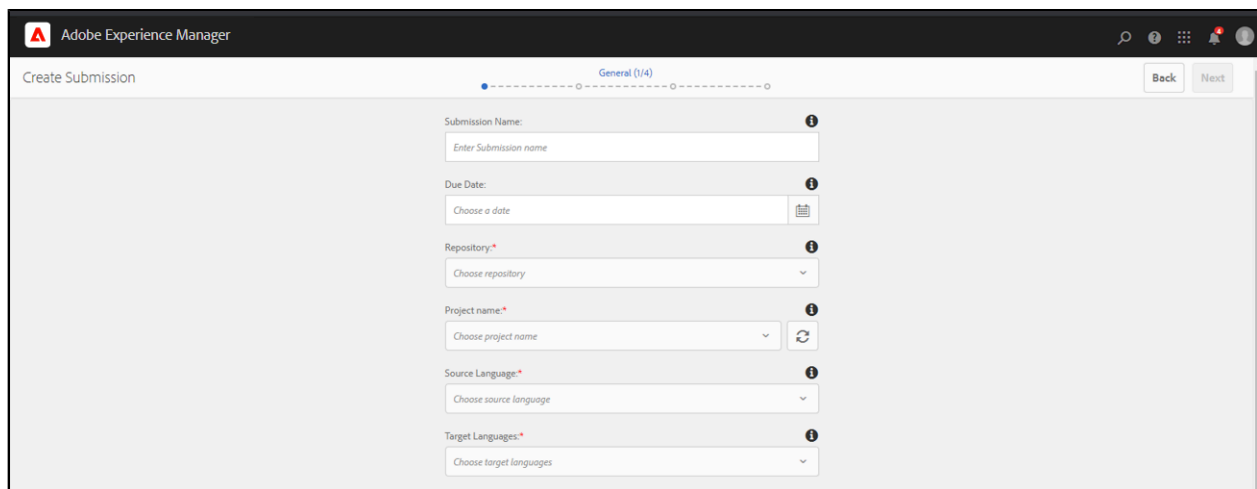 Adobe Experience Manager
4
Create Submission
General (1/4)
Back
Next
Submission Name:
Enter Submission name
Due Date:
Choose a date
Repository:*
Choose repository
Project name:*
Choose project name
Source Language:*
Choose source language
Target Languages:*
Choose target languages